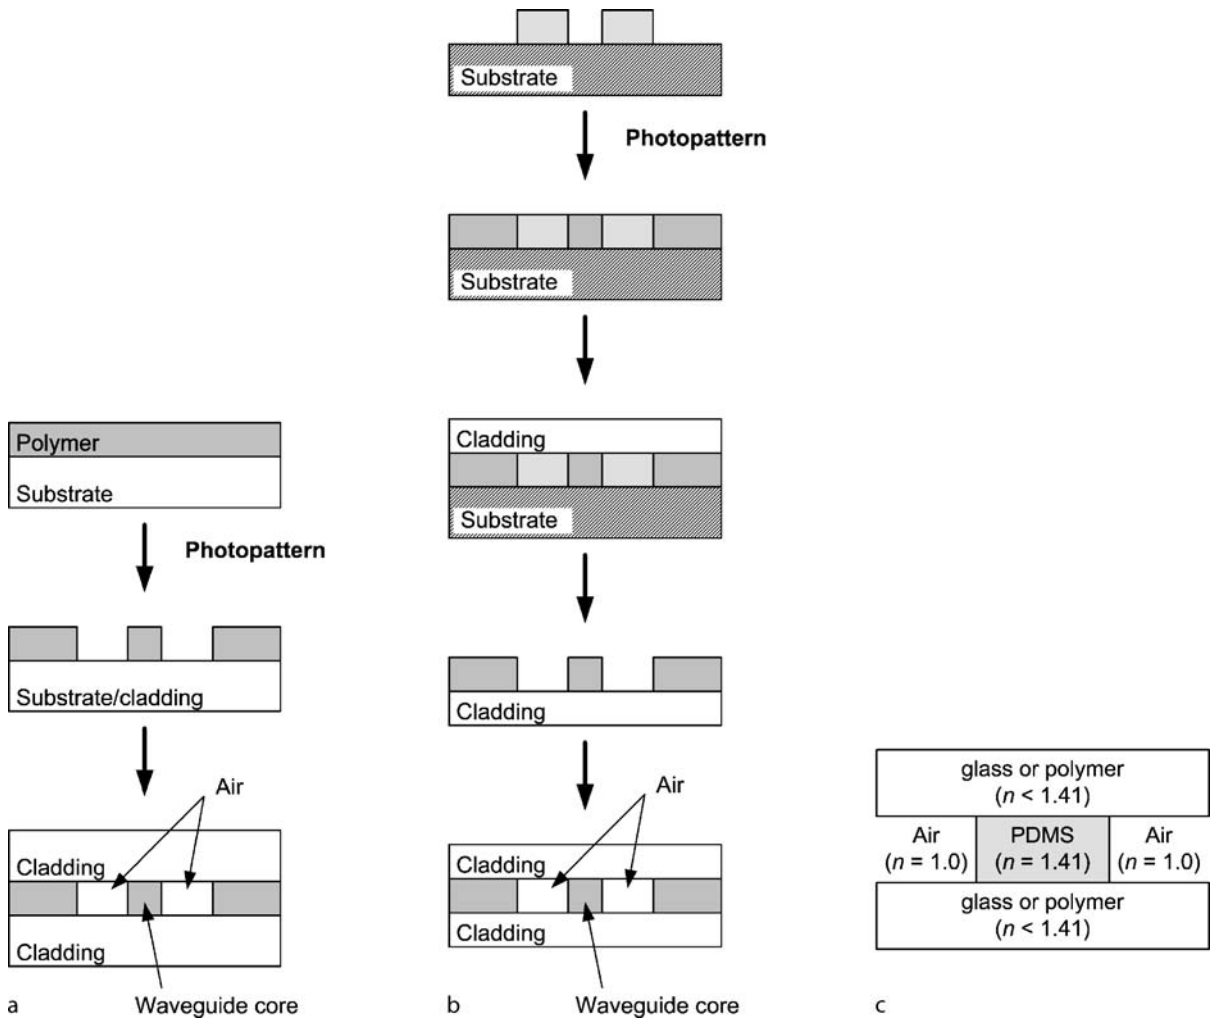 Polymer
Substrate
Photopattern
Substrate/cladding
Air
Cladding
Cladding
Waveguide core
a
Substrate
Photopattern
Substrate
Cladding
Substrate
Cladding
Air
Cladding
Cladding
Waveguide core
b
glass or polymer
(n < 1.41)
Air
(n = 1.0)
PDMS
(n = 1.41)
Air
(n = 1.0)
glass or polymer
(n < 1.41)
c